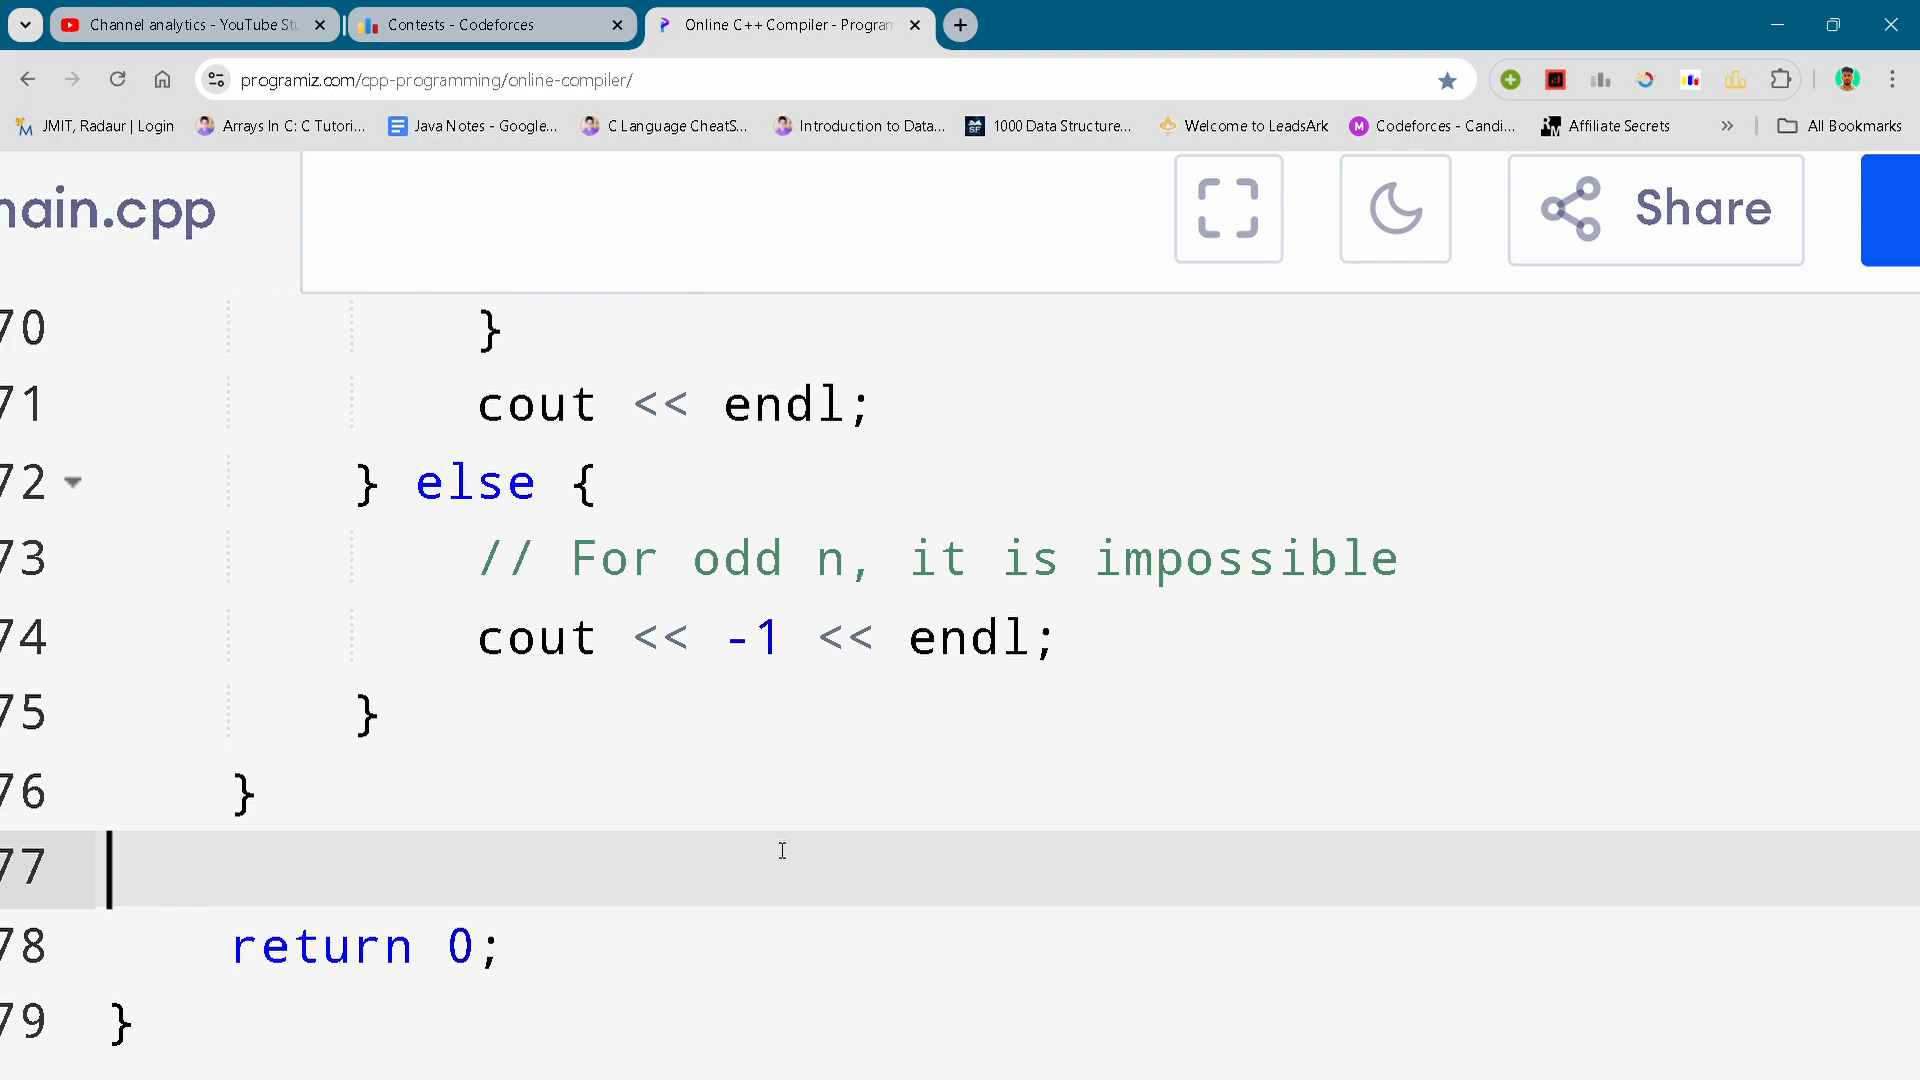 Channel analytics - YouTube Stu
Contests - Codeforces
Online C++ Compiler - Program
programiz.com/cpp-programming/online-compiler/
JMIT, Radaur | Login
Arrays In C: C Tutori...
Java Notes - Google...
C Language CheatS...
Introduction to Data...
1000 Data Structure...
Welcome to LeadsArk
Codeforces - Candi...
Affiliate Secrets
All Bookmarks
main.cpp
Share
70 }
71 cout << endl;
72 } else {
73 // For odd n, it is impossible
74 cout << -1 << endl;
75 }
76 }
77
78 return 0;
79 }